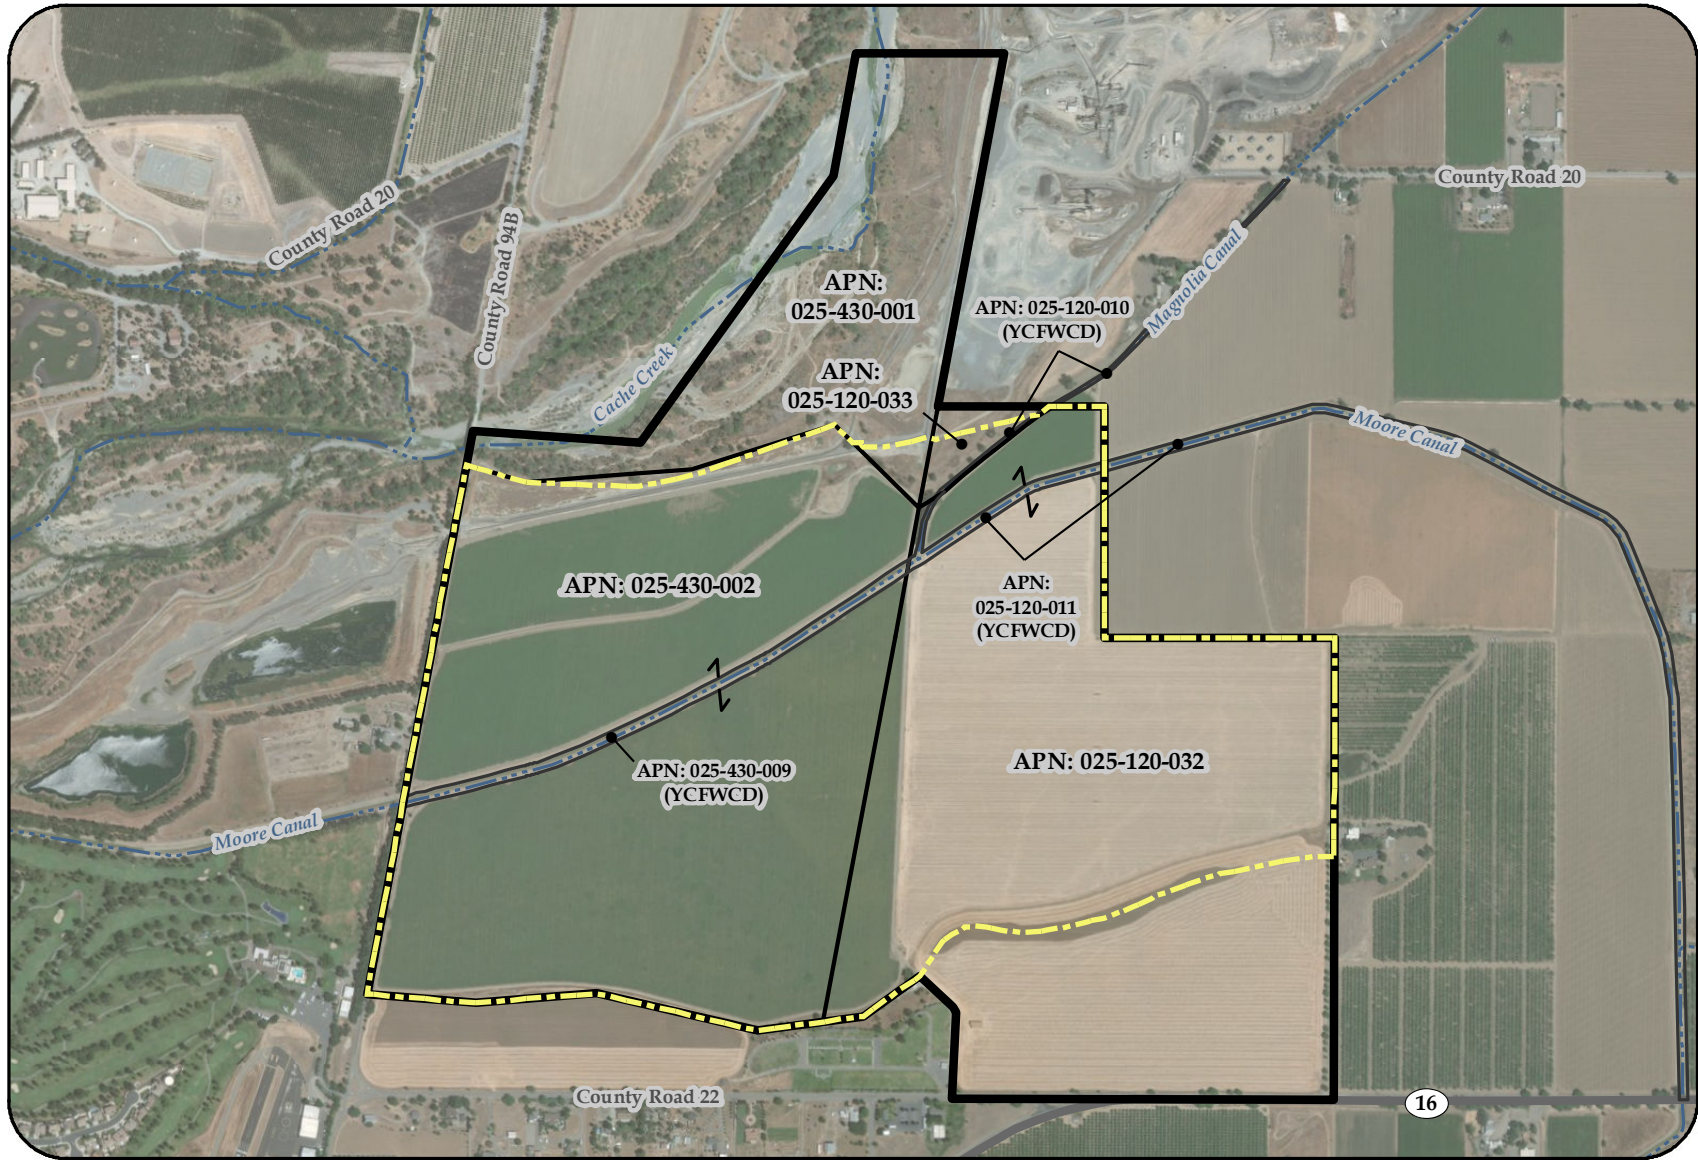 County Road 20
County Road 20
County Road 94B
Magnolia Canal
APN:
025-430-001
APN: 025-120-010
(YCFWCD)
Cache Creek
APN:
025-120-033
Moore Canal
APN: 025-430-002
APN:
025-120-011
(YCFWCD)
APN: 025-120-032
APN: 025-430-009
(YCFWCD)
Moore Canal
County Road 22
16